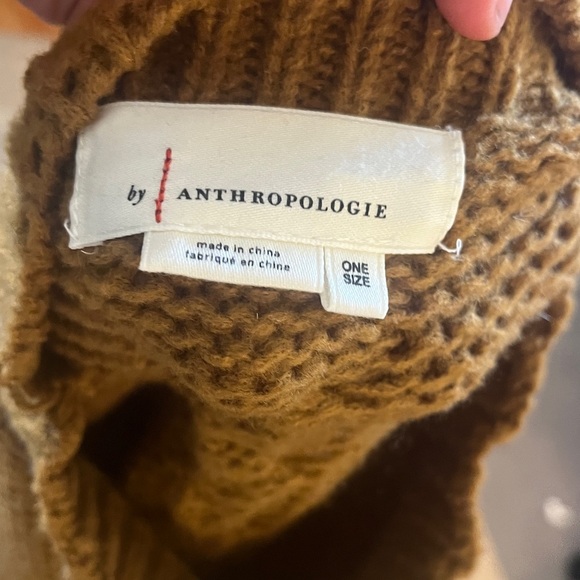 by ANTHROPOLOGIE
made in china
fabriqué en chine
ONE
SIZE